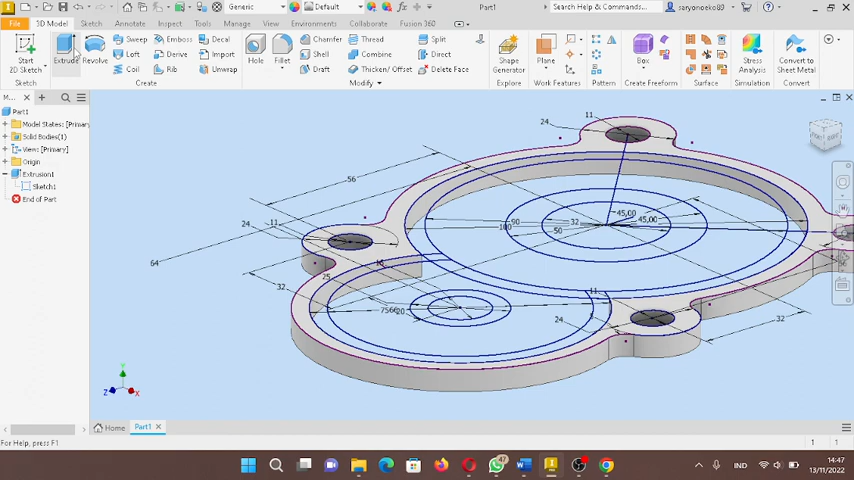 Generic
Default
Part1
Search Help & Commands...
saryonoeko89
File
3D Model
Sketch
Annotate
Inspect
Tools
Manage
View
Environments
Collaborate
Fusion 360
Start
2D Sketch
Extrude
Revolve
Sweep
Emboss
Decal
Loft
Derive
Import
Coil
Rib
Unwrap
Hole
Fillet
Chamfer
Thread
Split
Shell
Combine
Direct
Draft
Thicken/ Offset
Delete Face
Shape
Generator
Plane
Box
Stress
Analysis
Convert to
Sheet Metal
Sketch
Create
Modify
Explore
Work Features
Pattern
Create Freeform
Surface
Simulation
Convert
Part1
Model States: [Primary
Solid Bodies(1)
View: [Primary]
Origin
Extrusion1
Sketch1
End of Part
24
11
56
45,00
45,00
90
32
100
50
24
11
64
16
25
32
11
24
32
Y
Z
X
Home
Part1
For Help, press F1
1
1
47
IND
14:47
13/11/2022